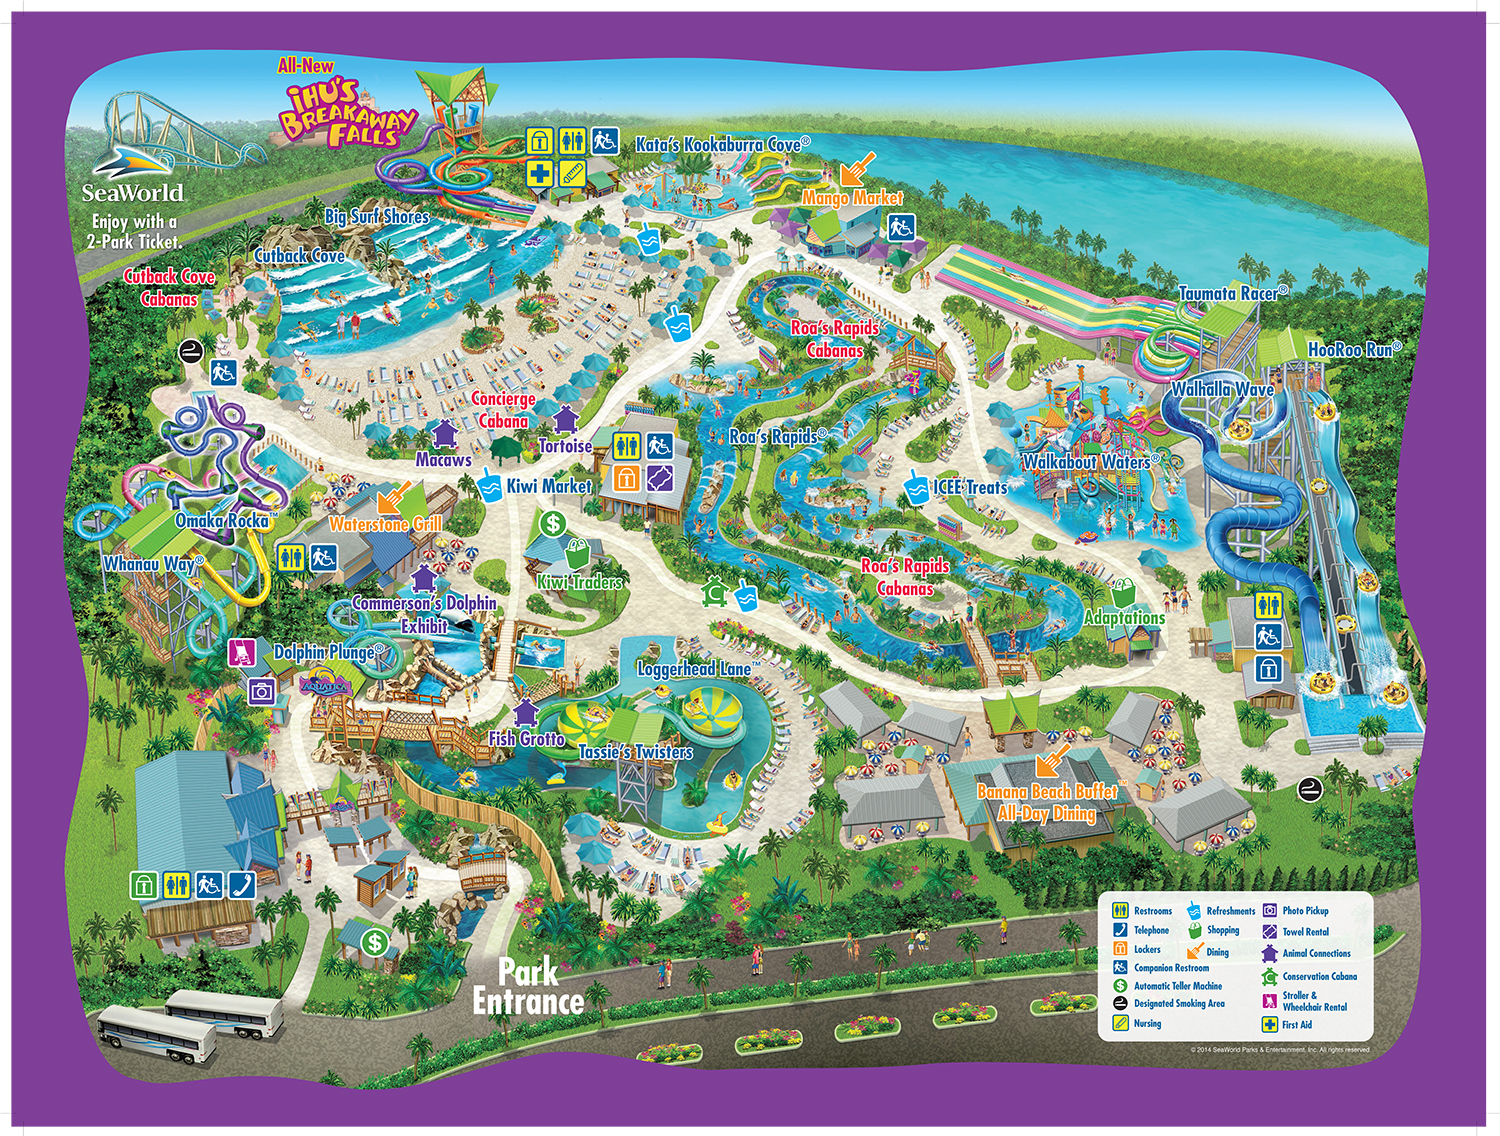 All-New
IHU'S
BREAKAWAY
FALLS
SeaWorld
Enjoy with a
2-Park Ticket.
Kata's Kookaburra Cove®
Mango Market
Big Surf Shores
Cutback Cove
Cutback Cove
Cabanas
Taumata Racer®
HooRoo Run®
Walhalla Wave
Roa's Rapids
Cabanas
Concierge
Cabana
Macaws
Tortoise
Roa's Rapids®
Walkabout Waters®
Kiwi Market
ICEE Treats
Omaka Rocka™
Waterstone Grill
Whanau Way®
Kiwi Traders
Roa's Rapids
Cabanas
Commerson's Dolphin
Exhibit
Adaptations
Dolphin Plunge®
AQUATICA
Loggerhead Lane™
Fish Grotto
Tassie's Twisters
Banana Beach Buffet™
All-Day Dining
Park
Entrance
Restrooms
Telephone
Lockers
Companion Restroom
Automatic Teller Machine
Designated Smoking Area
Nursing
Refreshments
Shopping
Dining
Photo Pickup
Towel Rental
Animal Connections
Conservation Cabana
Stroller &
Wheelchair Rental
First Aid
© 2014 SeaWorld Parks & Entertainment, Inc. All rights reserved